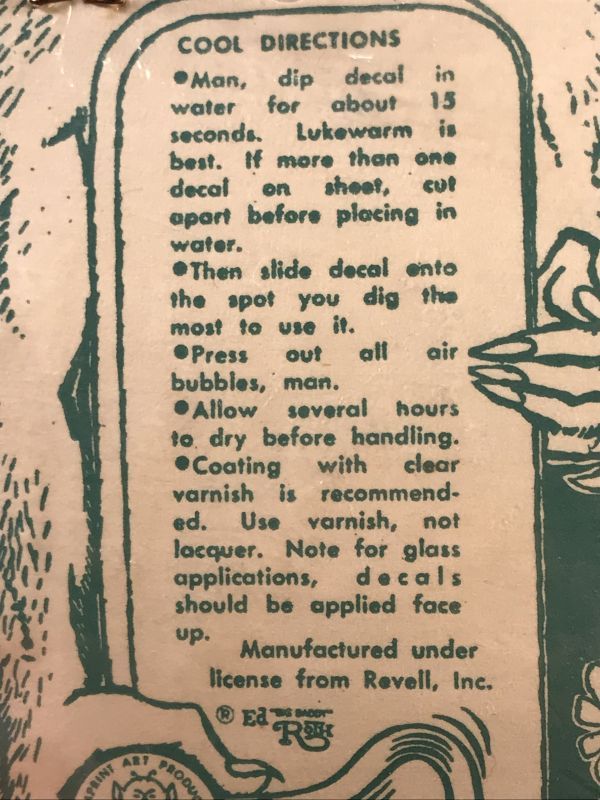 COOL DIRECTIONS
●Man, dip decal in
water for about 15
seconds. Lukewarm is
best. If more than one
decal on sheet, cut
apart before placing in
water.
●Then slide decal onto
the spot you dig the
most to use it.
●Press out all air
bubbles, man.
●Allow several hours
to dry before handling.
●Coating with clear
varnish is recommend-
ed. Use varnish, not
lacquer. Note for glass
applications, decals
should be applied face
up.
Manufactured under
license from Revell, Inc.
® Ed "BIG DADDY" Roth
ART